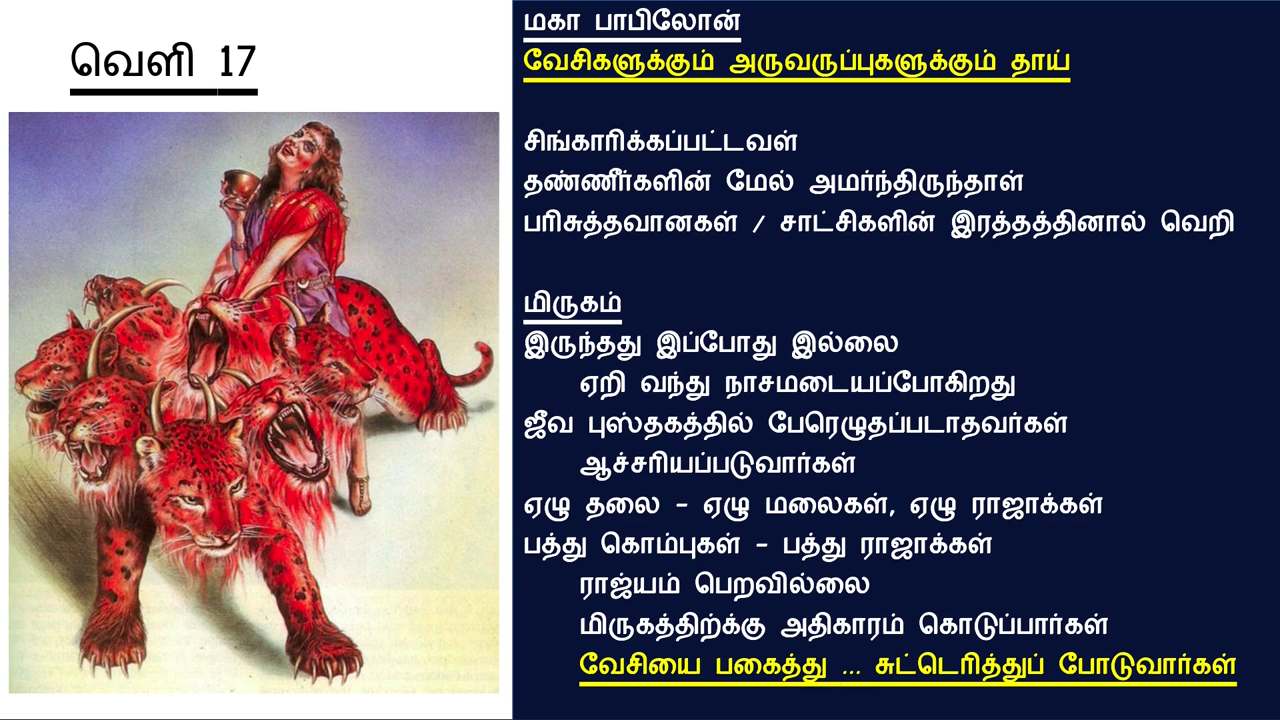 வெளி 17
மகா பாபிலோன்
வேசிகளுக்கும் அருவருப்புகளுக்கும் தாய்
சிங்காரிக்கப்பட்டவள்
தண்ணீர்களின் மேல் அமர்ந்திருந்தாள்
பரிசுத்தவானகள் / சாட்சிகளின் இரத்தத்தினால் வெறி
மிருகம்
இருந்தது இப்போது இல்லை
ஏறி வந்து நாசமடையப்போகிறது
ஜீவ புஸ்தகத்தில் பேரெழுதப்படாதவர்கள்
ஆச்சரியப்படுவார்கள்
ஏழு தலை - ஏழு மலைகள், ஏழு ராஜாக்கள்
பத்து கொம்புகள் - பத்து ராஜாக்கள்
ராஜ்யம் பெறவில்லை
மிருகத்திற்க்கு அதிகாரம் கொடுப்பார்கள்
வேசியை பகைத்து ... சுட்டெரித்துப் போடுவார்கள்